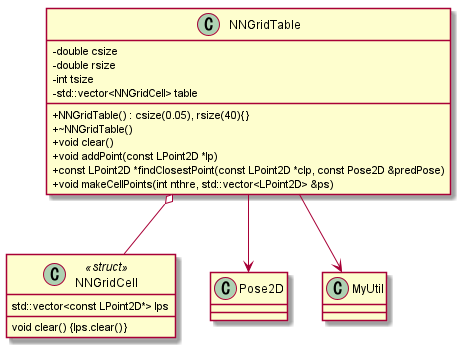 C NNGridTable
-double csize
-double rsize
-int tsize
-std::vector<NNGridCell> table
+NNGridTable() : csize(0.05), rsize(40){}
+~NNGridTable()
+void clear()
+void addPoint(const LPoint2D *lp)
+const LPoint2D *findClosestPoint(const LPoint2D *clp, const Pose2D &predPose)
+void makeCellPoints(int nthre, std::vector<LPoint2D> &ps)
«struct»
C NNGridCell
std::vector<const LPoint2D*> lps
void clear() {lps.clear()}
C Pose2D
C MyUtil